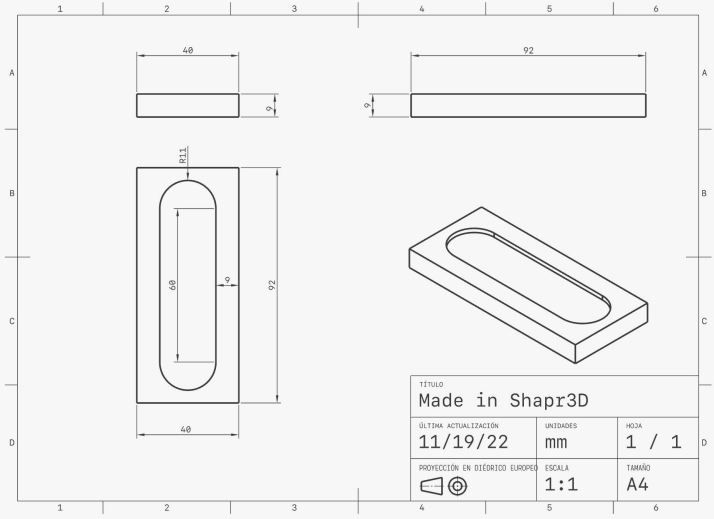 1 2 3 4 5 6
40
92
A A
9 9
R11
B B
9
60
92
C C
40
TÍTULO
Made in Shapr3D
ÚLTIMA ACTUALIZACIÓN UNIDADES HOJA
11/19/22 mm 1 / 1
D D
PROYECCIÓN EN DIÉDRICO EUROPEO ESCALA TAMAÑO
1:1 A4
1 2 3 4 5 6